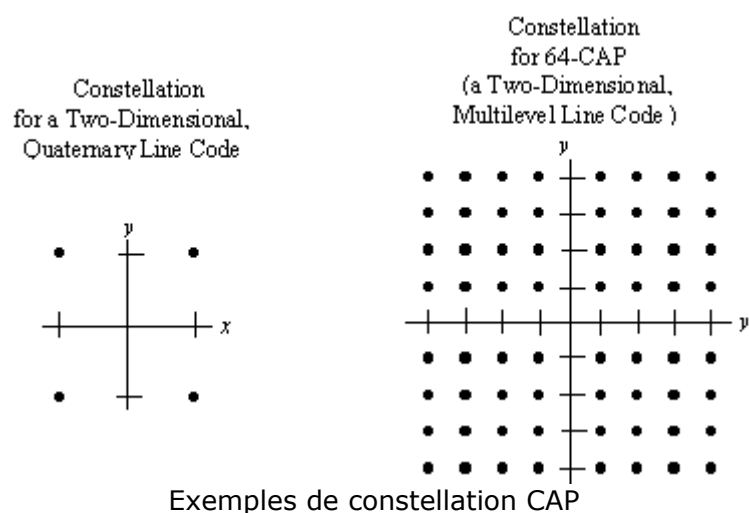 Constellation
for a Two-Dimensional,
Quaternary Line Code
y
x
Constellation
for 64-CAP
(a Two-Dimensional,
Multilevel Line Code )
y
y
Exemples de constellation CAP